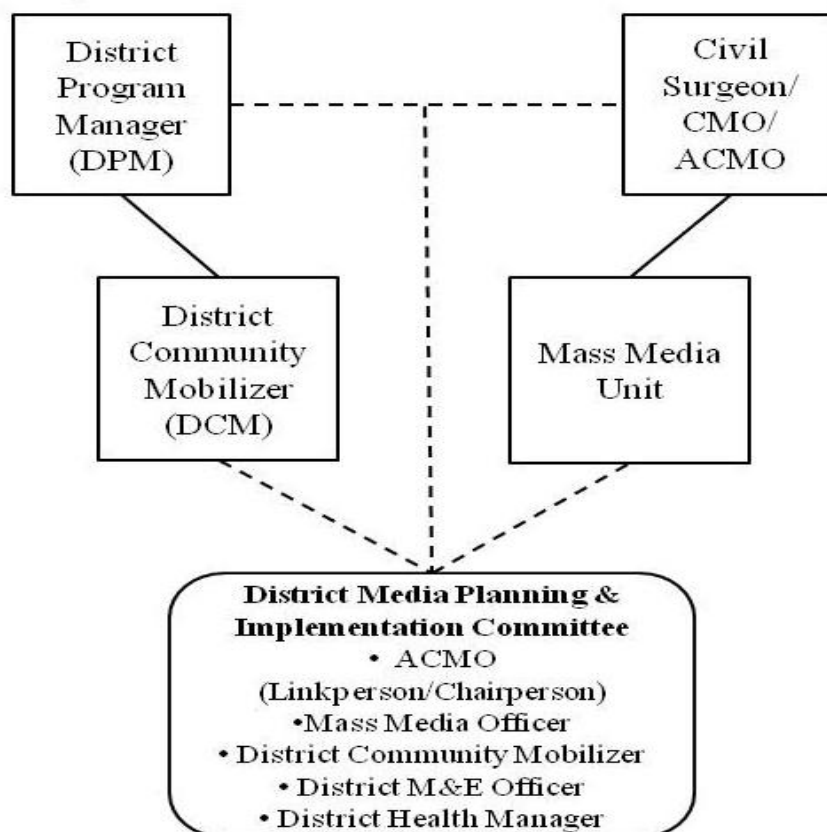 District
Program
Manager
(DPM)
Civil
Surgeon/
CMO/
ACMO
District
Community
Mobilizer
(DCM)
Mass Media
Unit
District Media Planning &
Implementation Committee
• ACMO
(Linkperson/Chairperson)
•Mass Media Officer
• District Community Mobilizer
• District M&E Officer
• District Health Manager